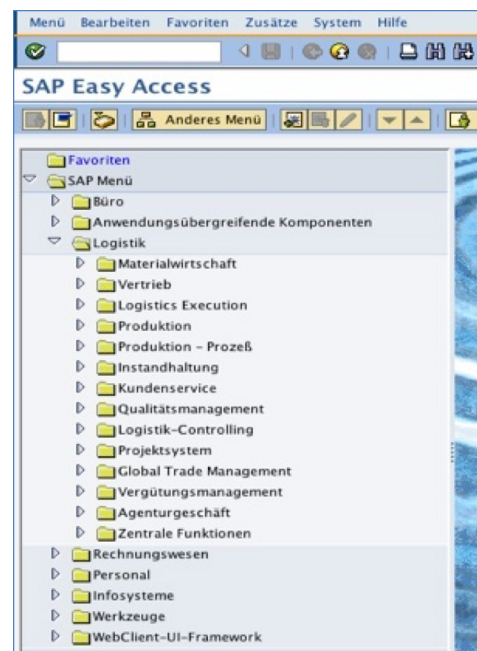 Menü Bearbeiten Favoriten Zusätze System Hilfe
SAP Easy Access
Anderes Menü
Favoriten
SAP Menü
Büro
Anwendungsübergreifende Komponenten
Logistik
Materialwirtschaft
Vertrieb
Logistics Execution
Produktion
Produktion - Prozeß
Instandhaltung
Kundenservice
Qualitätsmanagement
Logistik-Controlling
Projektsystem
Global Trade Management
Vergütungsmanagement
Agenturgeschäft
Zentrale Funktionen
Rechnungswesen
Personal
Infosysteme
Werkzeuge
WebClient-UI-Framework